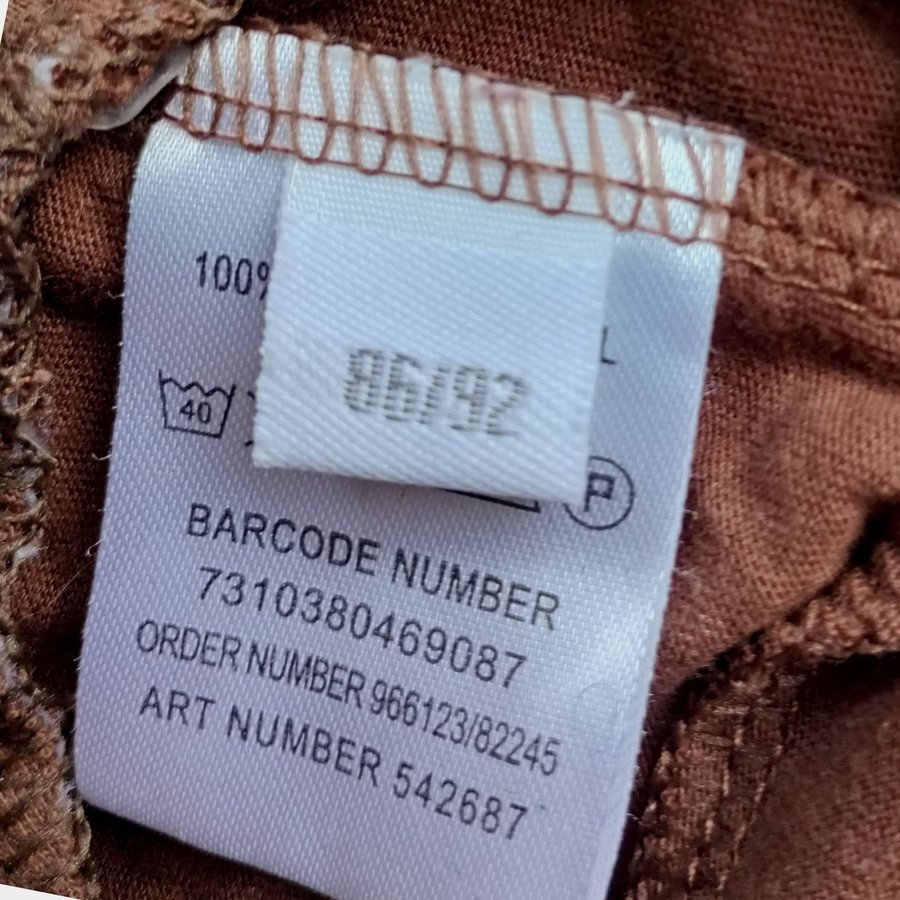 100%
86/92
40
P
BARCODE NUMBER
7310380469087
ORDER NUMBER 966123/82245
ART NUMBER 542687